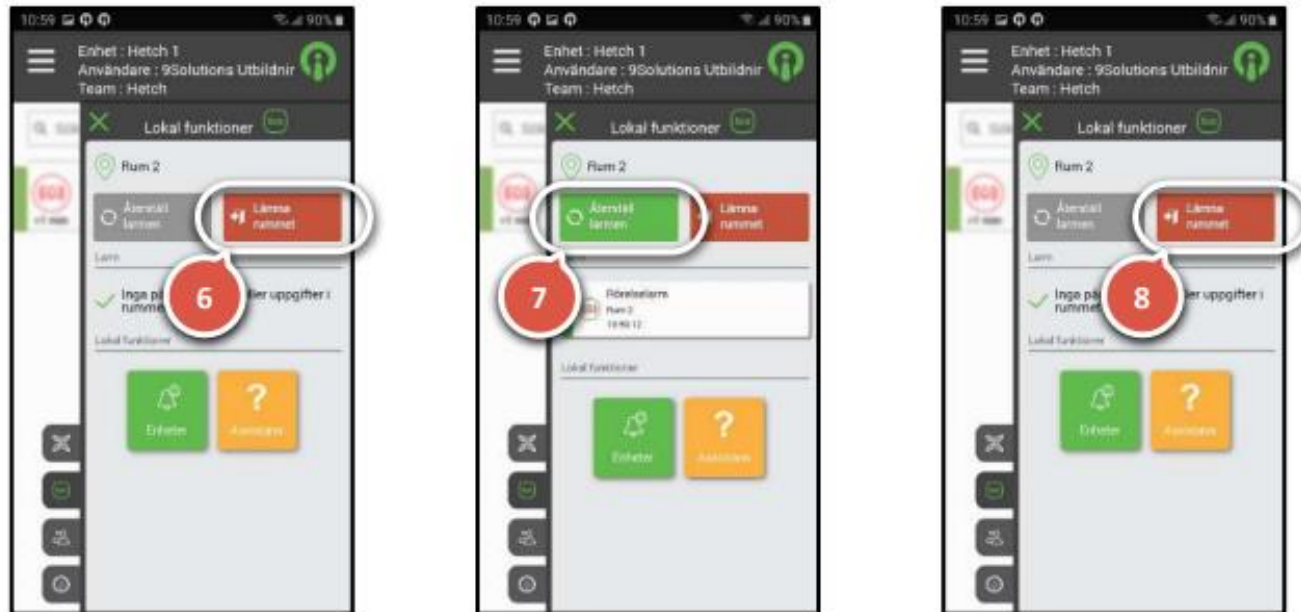 10:59 90%
Enhet : Hetch 1
Användare : 9Solutions Utbildnir
Team : Hetch
Lokal funktioner
Rum 2
Återställ larmen
Lämna rummet
Larm
6
Inga på ler uppgifter i
rumme
Lokal funktioner
?
Enheter
Assistans
10:59 90%
Enhet : Hetch 1
Användare : 9Solutions Utbildnir
Team : Hetch
Lokal funktioner
Rum 2
Återställ larmen
Lämna rummet
7
Rörelselarm
Rum 2
Lokal funktioner
?
Enheter
Assistans
10:59 90%
Enhet : Hetch 1
Användare : 9Solutions Utbildnir
Team : Hetch
Lokal funktioner
Rum 2
Återställ larmen
Lämna rummet
Larm
8
Inga på ler uppgifter i
rumme
Lokal funktioner
?
Enheter
Assistans